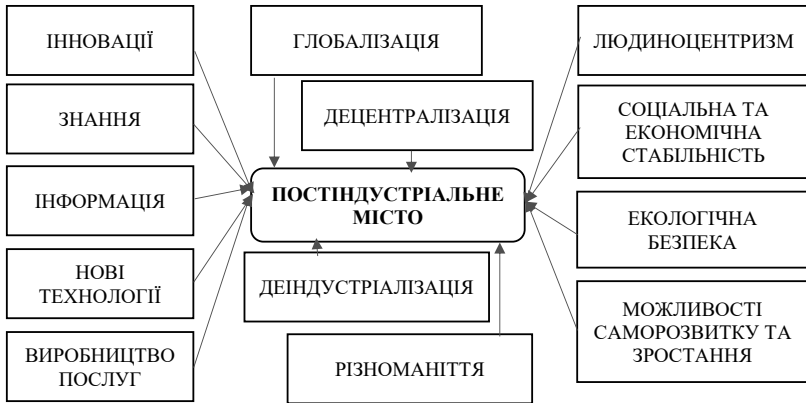 ІННОВАЦІЇ
ЗНАННЯ
ІНФОРМАЦІЯ
НОВІ
ТЕХНОЛОГІЇ
ВИРОБНИЦТВО
ПОСЛУГ
ГЛОБАЛІЗАЦІЯ
ДЕЦЕНТРАЛІЗАЦІЯ
ПОСТІНДУСТРІАЛЬНЕ
МІСТО
ДЕІНДУСТРІАЛІЗАЦІЯ
РІЗНОМАНІТТЯ
ЛЮДИНОЦЕНТРИЗМ
СОЦІАЛЬНА ТА
ЕКОНОМІЧНА
СТАБІЛЬНІСТЬ
ЕКОЛОГІЧНА
БЕЗПЕКА
МОЖЛИВОСТІ
САМОРОЗВИТКУ ТА
ЗРОСТАННЯ